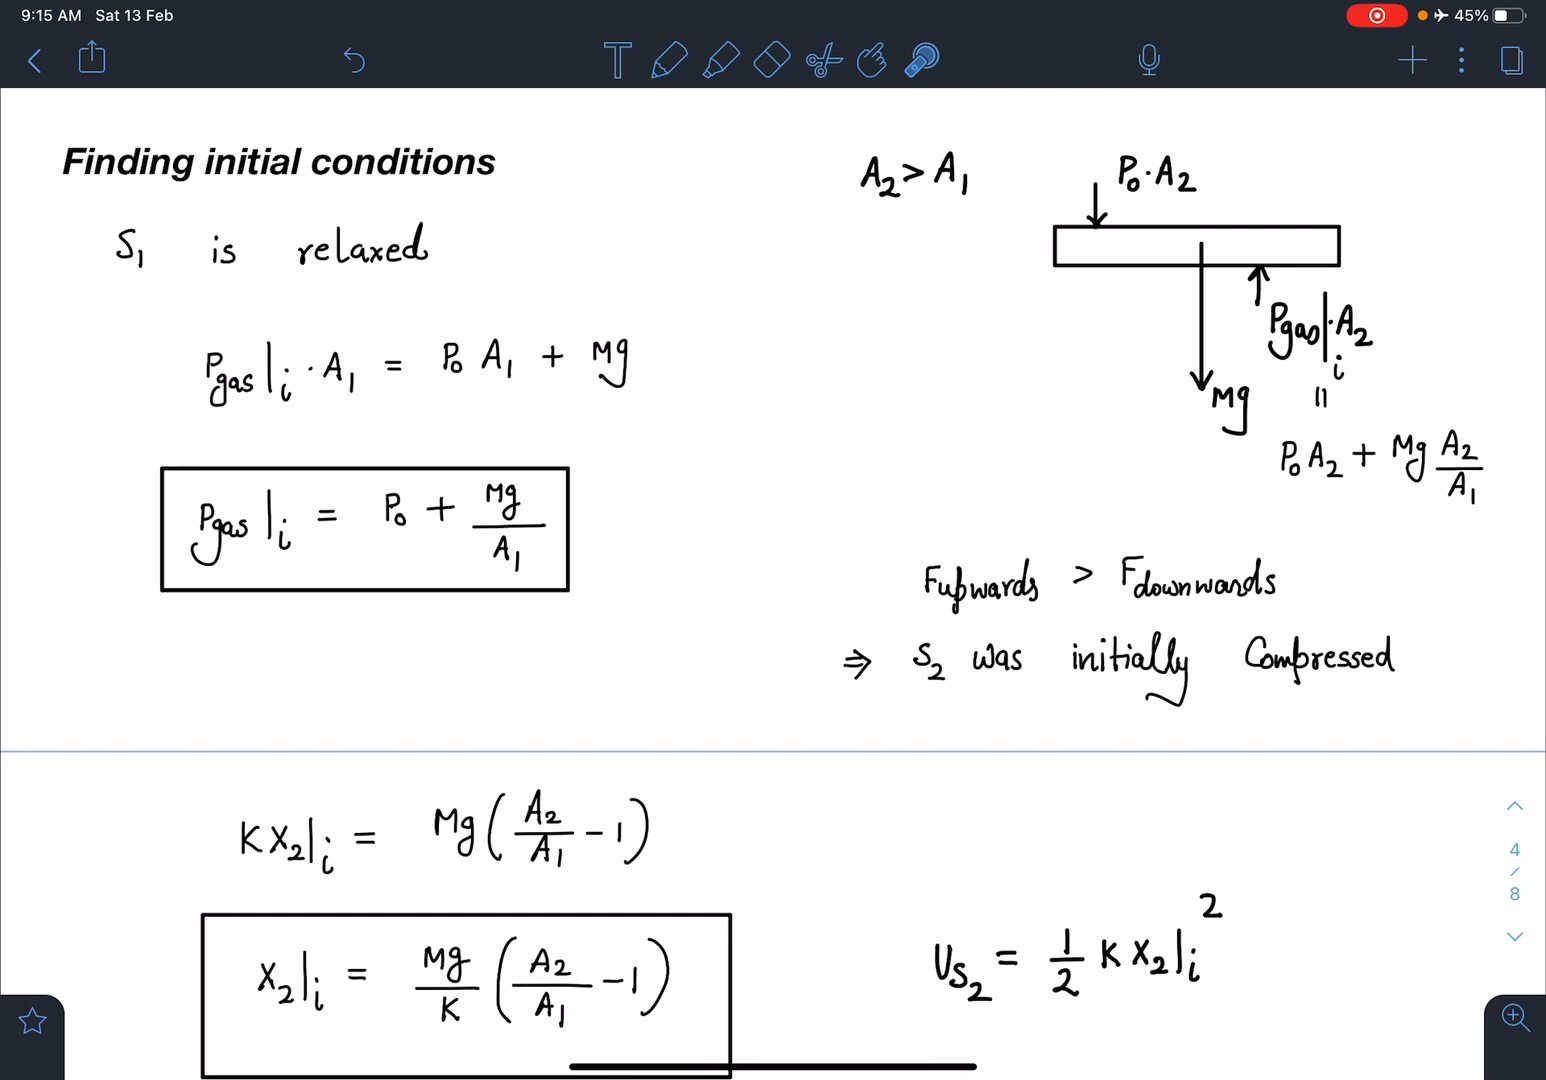 9:15 AM Sat 13 Feb
45%
Finding initial conditions
S₁ is relaxed
Pgas|ᵢ · A₁ = P₀ A₁ + Mg
Pgas|ᵢ = P₀ + Mg/A₁
A₂ > A₁
P₀ · A₂
Pgas|ᵢ · A₂
Mg
=
P₀A₂ + Mg A₂/A₁
Fupwards > Fdownwards
⇒ S₂ was initially Compressed
KX₂|ᵢ = Mg(A₂/A₁ - 1)
X₂|ᵢ = Mg/K (A₂/A₁ - 1)
U_S₂ = 1/2 K X₂|ᵢ²
4
/
8